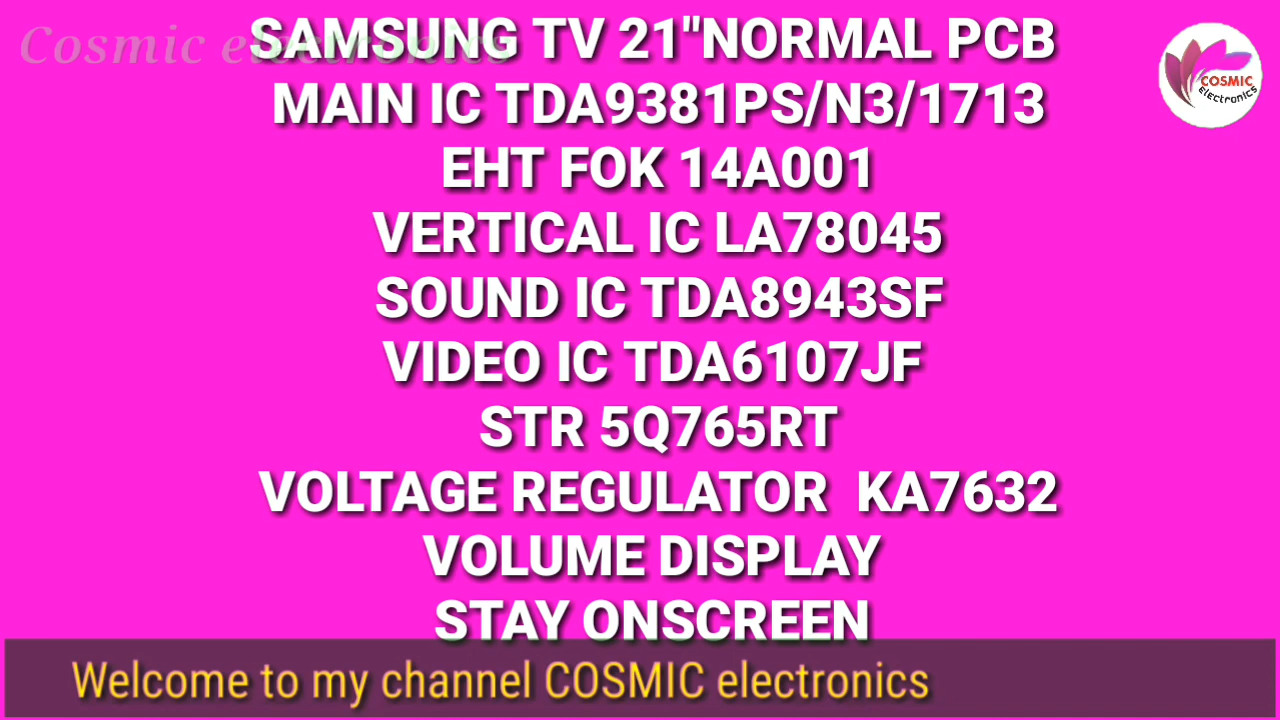 Cosmic electronics
SAMSUNG TV 21"NORMAL PCB
MAIN IC TDA9381PS/N3/1713
EHT FOK 14A001
VERTICAL IC LA78045
SOUND IC TDA8943SF
VIDEO IC TDA6107JF
STR 5Q765RT
VOLTAGE REGULATOR  KA7632
VOLUME DISPLAY
STAY ONSCREEN
Welcome to my channel COSMIC electronics
COSMIC
electronics